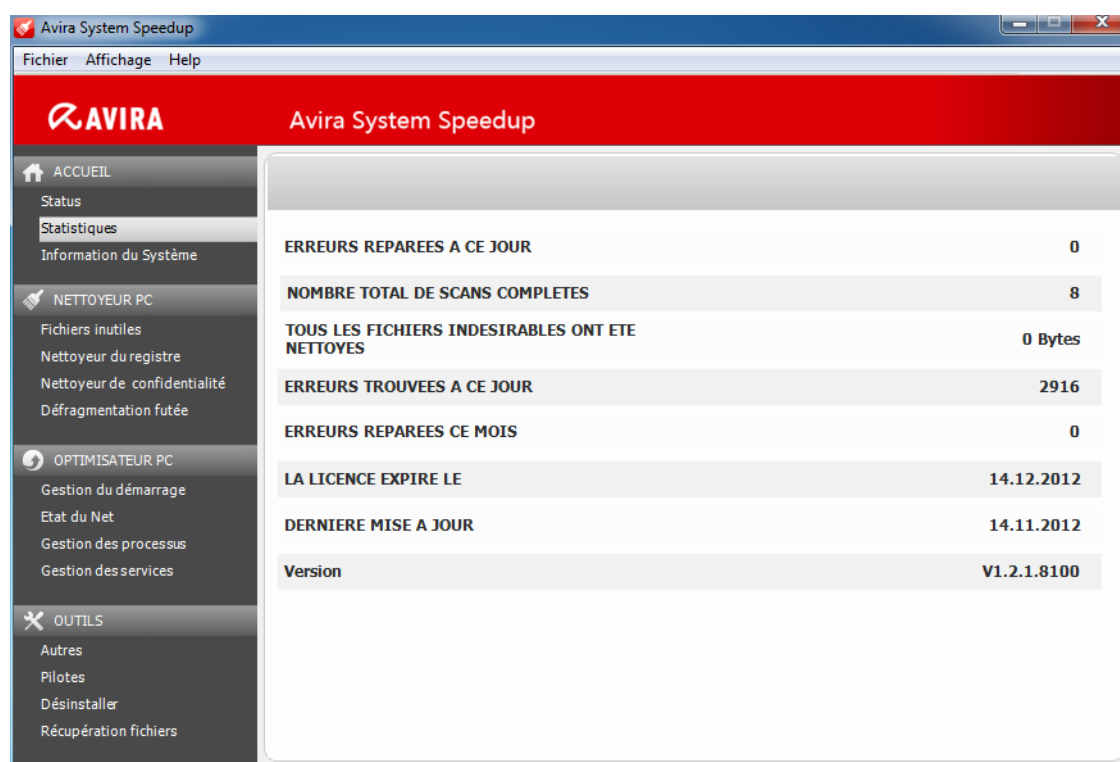 Avira System Speedup
Fichier Affichage Help
AVIRA
Avira System Speedup
ACCUEIL
Status
Statistiques
Information du Système
NETTOYEUR PC
Fichiers inutiles
Nettoyeur du registre
Nettoyeur de confidentialité
Défragmentation futée
OPTIMISATEUR PC
Gestion du démarrage
Etat du Net
Gestion des processus
Gestion des services
OUTILS
Autres
Pilotes
Désinstaller
Récupération fichiers
ERREURS REPAREES A CE JOUR 0
NOMBRE TOTAL DE SCANS COMPLETES 8
TOUS LES FICHIERS INDESIRABLES ONT ETE
NETTOYES 0 Bytes
ERREURS TROUVEES A CE JOUR 2916
ERREURS REPAREES CE MOIS 0
LA LICENCE EXPIRE LE 14.12.2012
DERNIERE MISE A JOUR 14.11.2012
Version V1.2.1.8100